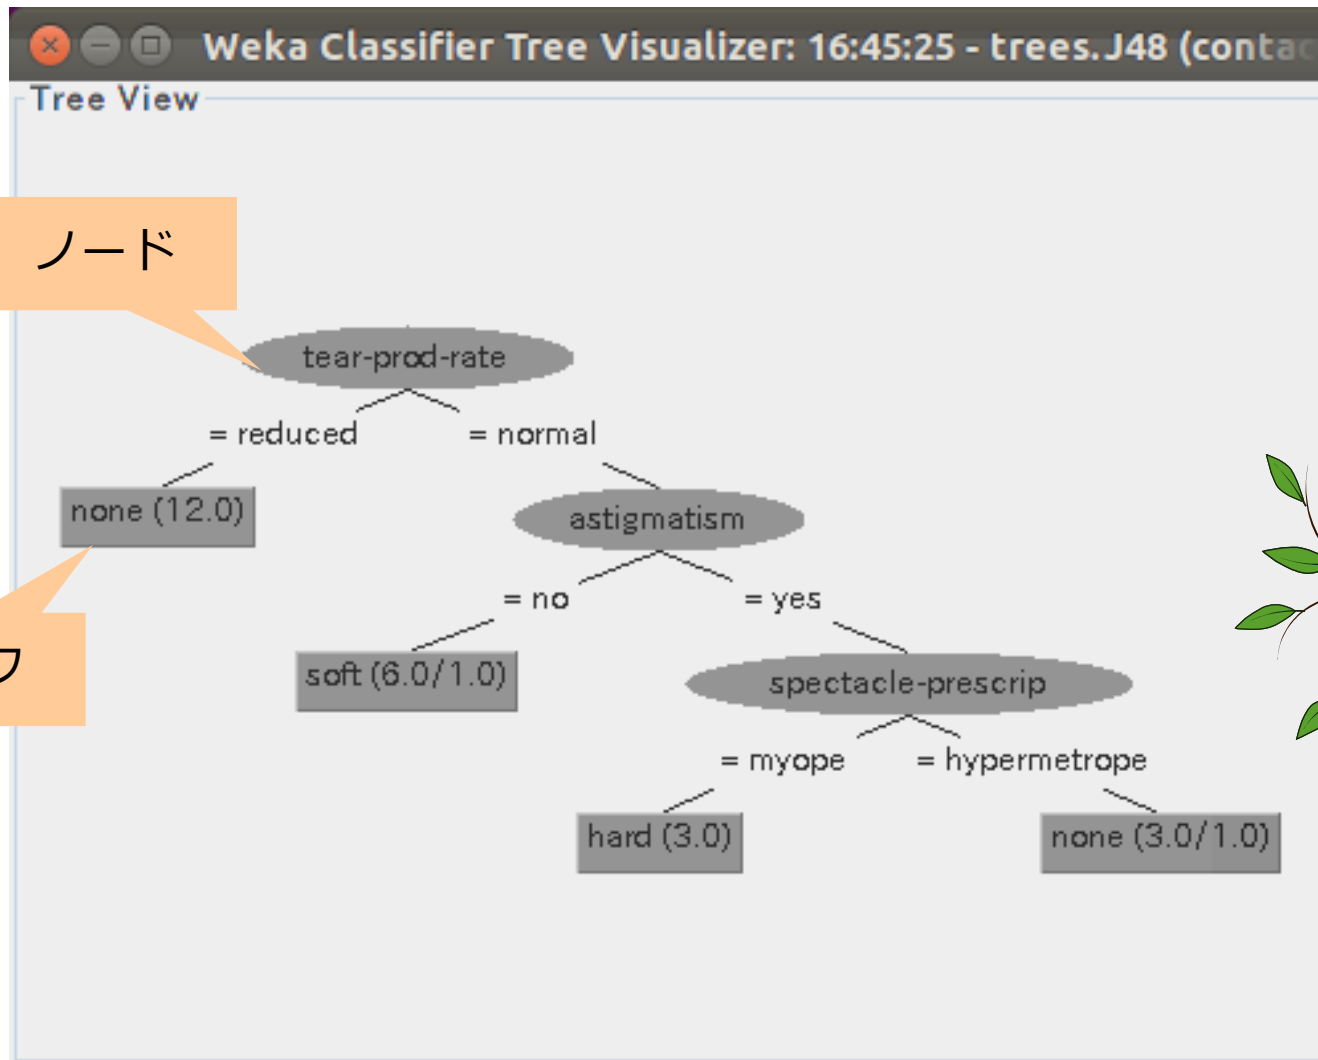 Weka Classifier Tree Visualizer: 16:45:25 - trees.J48 (contac
Tree View
ノード
tear-prod-rate
= reduced
= normal
none (12.0)
astigmatism
= no
= yes
フ
soft (6.0/1.0)
spectacle-prescrip
= myope
= hypermetrope
hard (3.0)
none (3.0/1.0)